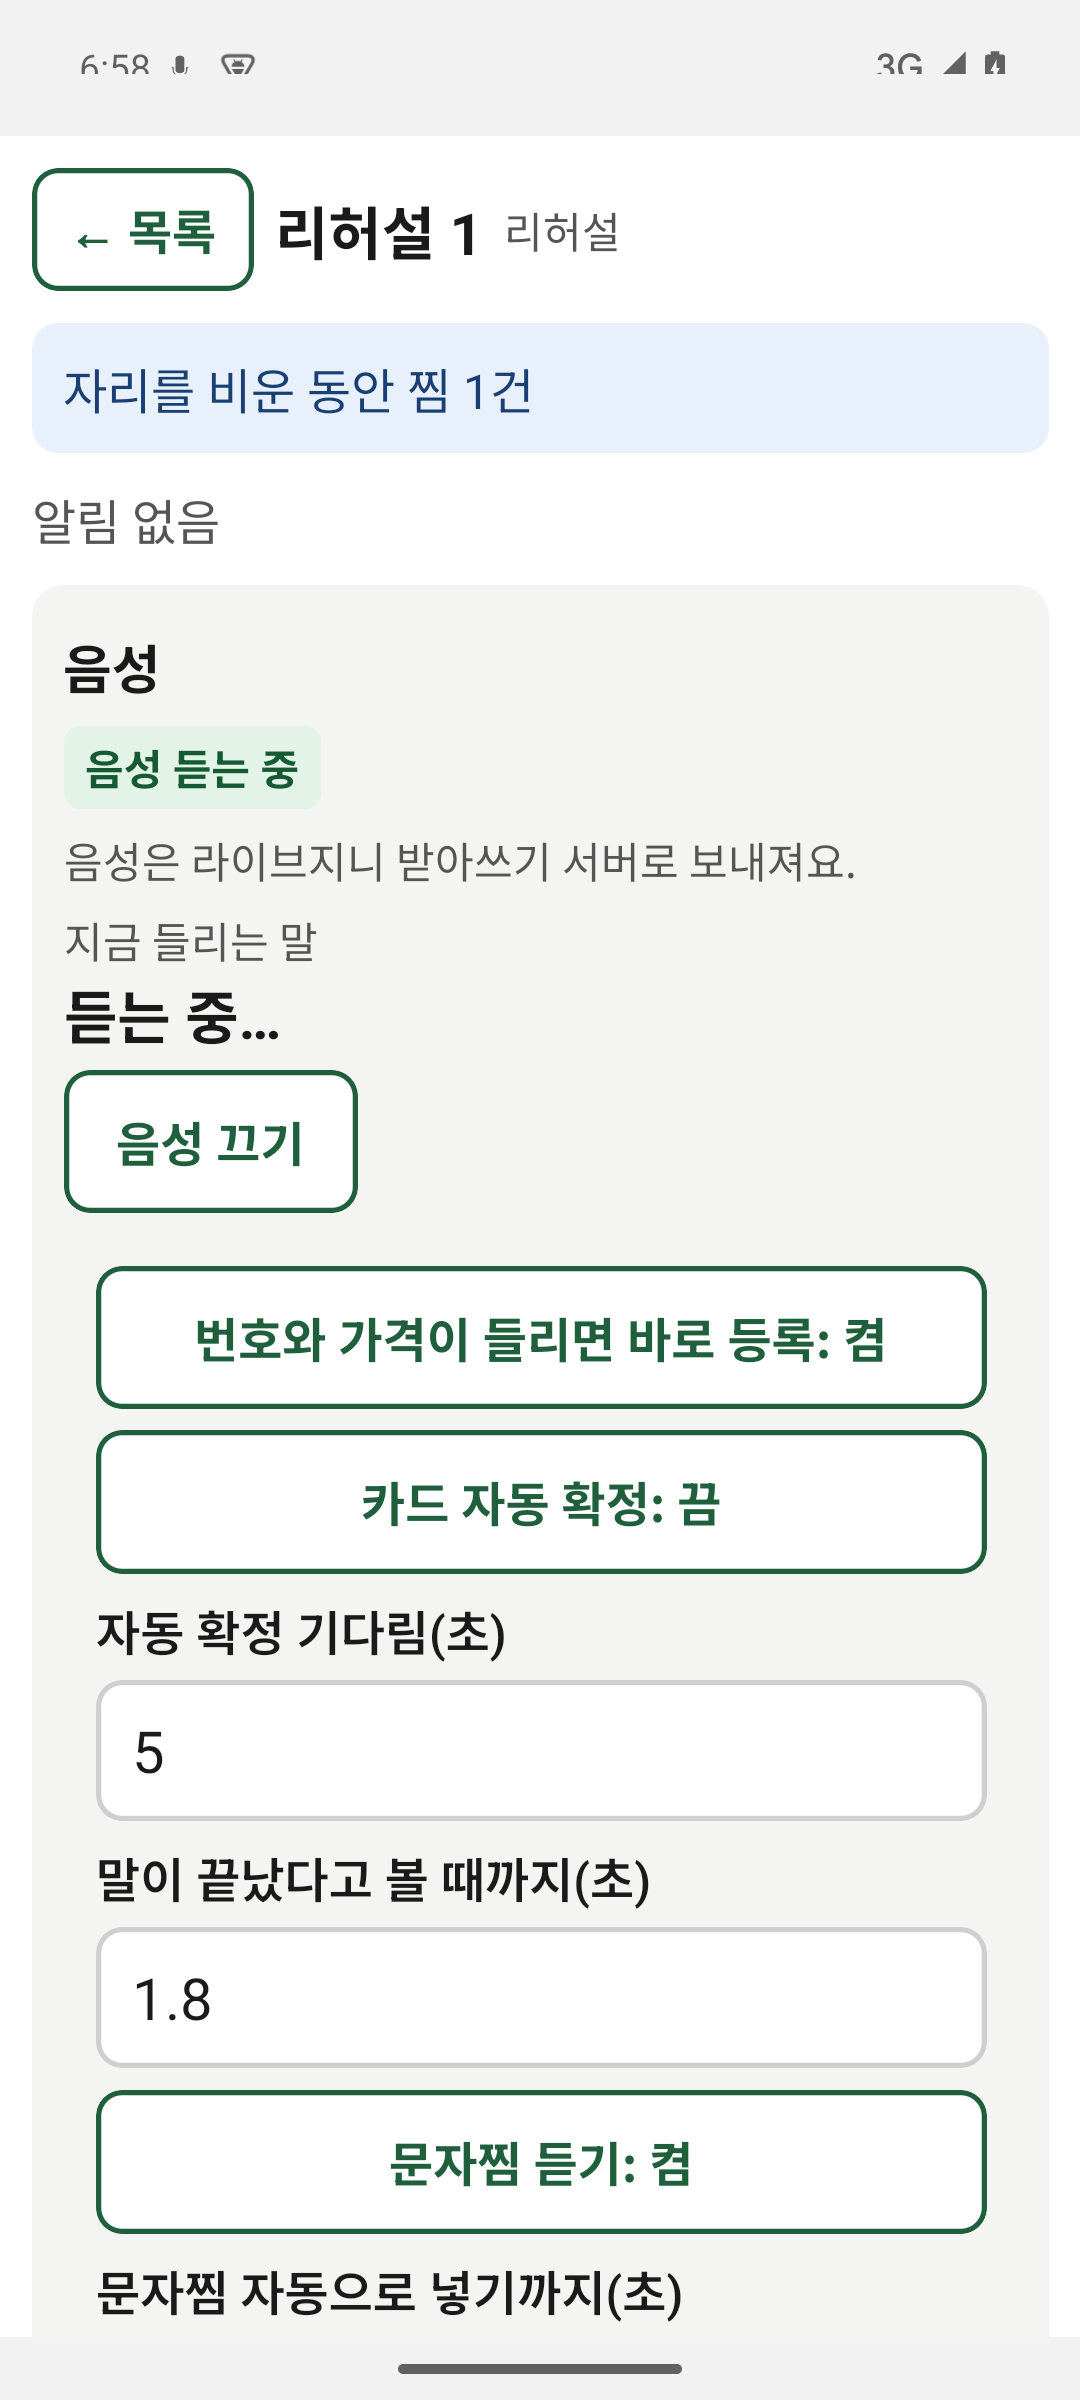 6:58
3G
← 목록
리허설 1 리허설
자리를 비운 동안 찜 1건
알림 없음
음성
음성 듣는 중
음성은 라이브지니 받아쓰기 서버로 보내져요.
지금 들리는 말
듣는 중…
음성 끄기
번호와 가격이 들리면 바로 등록: 켬
카드 자동 확정: 끔
자동 확정 기다림(초)
5
말이 끝났다고 볼 때까지(초)
1.8
문자찜 듣기: 켬
문자찜 자동으로 넣기까지(초)